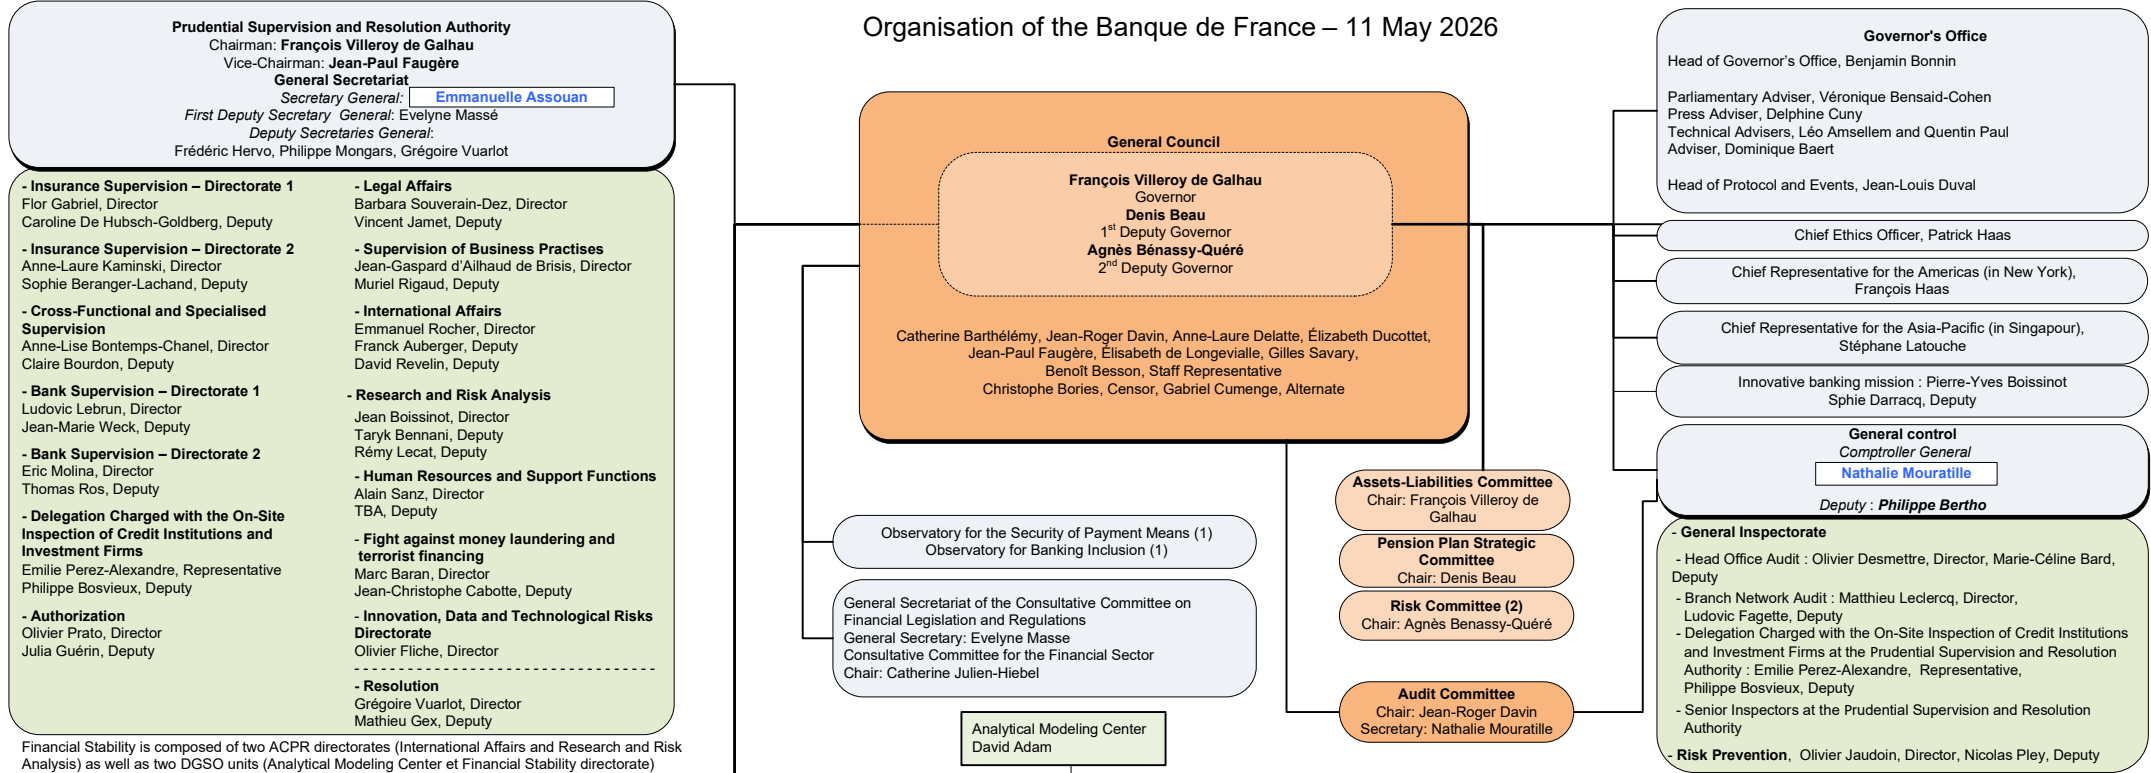 Organisation of the Banque de France – 11 May 2026
Prudential Supervision and Resolution Authority
Chairman: François Villeroy de Galhau
Vice-Chairman: Jean-Paul Faugère
General Secretariat
Secretary General: Emmanuelle Assouan
First Deputy Secretary General: Evelyne Massé
Deputy Secretaries General:
Frédéric Hervo, Philippe Mongars, Grégoire Vuarlot
- Insurance Supervision – Directorate 1
Flor Gabriel, Director
Caroline De Hubsch-Goldberg, Deputy
- Insurance Supervision – Directorate 2
Anne-Laure Kaminski, Director
Sophie Beranger-Lachand, Deputy
- Cross-Functional and Specialised
Supervision
Anne-Lise Bontemps-Chanel, Director
Claire Bourdon, Deputy
- Bank Supervision – Directorate 1
Ludovic Lebrun, Director
Jean-Marie Weck, Deputy
- Bank Supervision – Directorate 2
Eric Molina, Director
Thomas Ros, Deputy
- Delegation Charged with the On-Site
Inspection of Credit Institutions and
Investment Firms
Emilie Perez-Alexandre, Representative
Philippe Bosvieux, Deputy
- Authorization
Olivier Prato, Director
Julia Guérin, Deputy
- Legal Affairs
Barbara Souverain-Dez, Director
Vincent Jamet, Deputy
- Supervision of Business Practises
Jean-Gaspard d’Ailhaud de Brisis, Director
Muriel Rigaud, Deputy
- International Affairs
Emmanuel Rocher, Director
Franck Auberger, Deputy
David Revelin, Deputy
- Research and Risk Analysis
Jean Boissinot, Director
Taryk Bennani, Deputy
Rémy Lecat, Deputy
- Human Resources and Support Functions
Alain Sanz, Director
TBA, Deputy
- Fight against money laundering and
terrorist financing
Marc Baran, Director
Jean-Christophe Cabotte, Deputy
- Innovation, Data and Technological Risks
Directorate
Olivier Fliche, Director
- Resolution
Grégoire Vuarlot, Director
Mathieu Gex, Deputy
Financial Stability is composed of two ACPR directorates (International Affairs and Research and Risk
Analysis) as well as two DGSO units (Analytical Modeling Center et Financial Stability directorate)
General Council
François Villeroy de Galhau
Governor
Denis Beau
1st Deputy Governor
Agnès Bénassy-Quéré
2nd Deputy Governor
Catherine Barthélémy, Jean-Roger Davin, Anne-Laure Delatte, Élizabeth Ducottet,
Jean-Paul Faugère, Élisabeth de Longevialle, Gilles Savary,
Benoît Besson, Staff Representative
Christophe Bories, Censor, Gabriel Cumenge, Alternate
Observatory for the Security of Payment Means (1)
Observatory for Banking Inclusion (1)
General Secretariat of the Consultative Committee on
Financial Legislation and Regulations
General Secretary: Evelyne Masse
Consultative Committee for the Financial Sector
Chair: Catherine Julien-Hiebel
Analytical Modeling Center
David Adam
Assets-Liabilities Committee
Chair: François Villeroy de
Galhau
Pension Plan Strategic
Committee
Chair: Denis Beau
Risk Committee (2)
Chair: Agnès Benassy-Quéré
Audit Committee
Chair: Jean-Roger Davin
Secretary: Nathalie Mouratille
Governor's Office
Head of Governor’s Office, Benjamin Bonnin
Parliamentary Adviser, Véronique Bensaid-Cohen
Press Adviser, Delphine Cuny
Technical Advisers, Léo Amsellem and Quentin Paul
Adviser, Dominique Baert
Head of Protocol and Events, Jean-Louis Duval
Chief Ethics Officer, Patrick Haas
Chief Representative for the Americas (in New York),
François Haas
Chief Representative for the Asia-Pacific (in Singapour),
Stéphane Latouche
Innovative banking mission : Pierre-Yves Boissinot
Sphie Darracq, Deputy
General control
Comptroller General
Nathalie Mouratille
Deputy : Philippe Bertho
- General Inspectorate
- Head Office Audit : Olivier Desmettre, Director, Marie-Céline Bard,
Deputy
- Branch Network Audit : Matthieu Leclercq, Director,
Ludovic Fagette, Deputy
- Delegation Charged with the On-Site Inspection of Credit Institutions
and Investment Firms at the Prudential Supervision and Resolution
Authority : Emilie Perez-Alexandre, Representative,
Philippe Bosvieux, Deputy
- Senior Inspectors at the Prudential Supervision and Resolution
Authority
- Risk Prevention, Olivier Jaudoin, Director, Nicolas Pley, Deputy